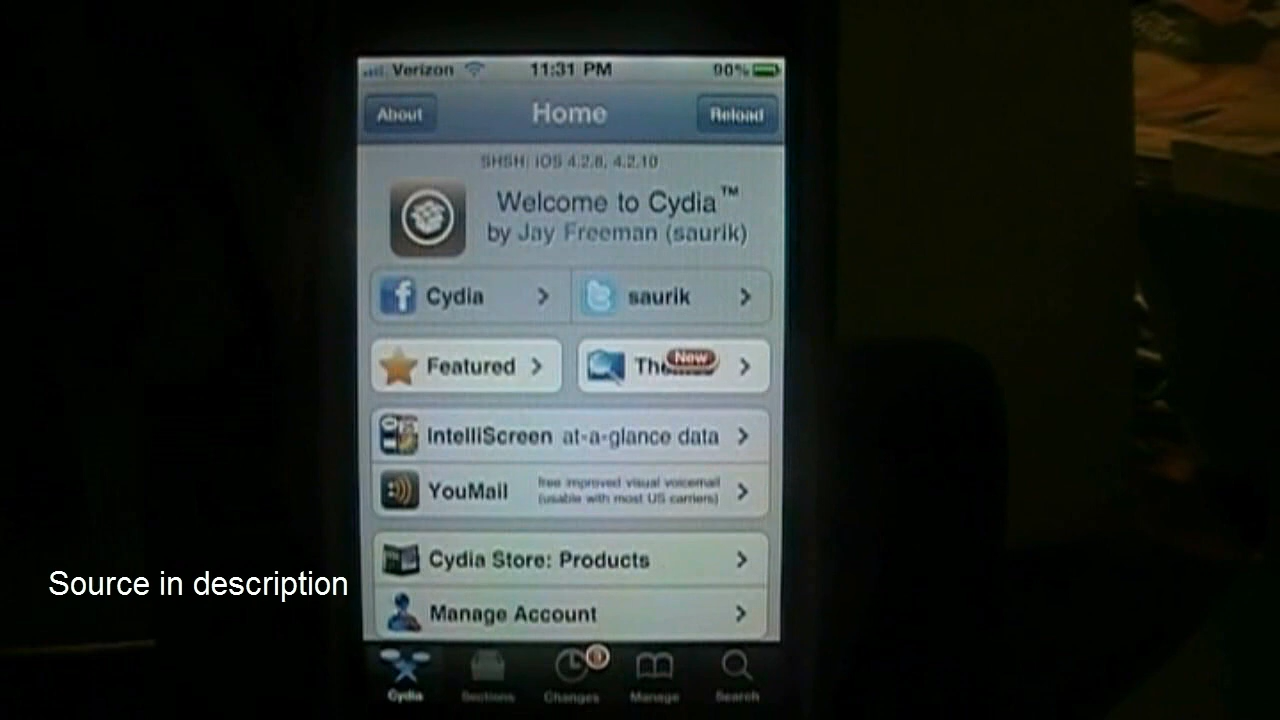 Verizon 11:31 PM 90%
About Home Reload
SHSH: iOS 4.2.8, 4.2.10
Welcome to Cydia™
by Jay Freeman (saurik)
Cydia saurik
Featured New
IntelliScreen at-a-glance data
YouMail free improved visual voicemail
(usable with most US carriers)
Cydia Store: Products
Source in description
Manage Account
Cydia Sections Changes Manage Search